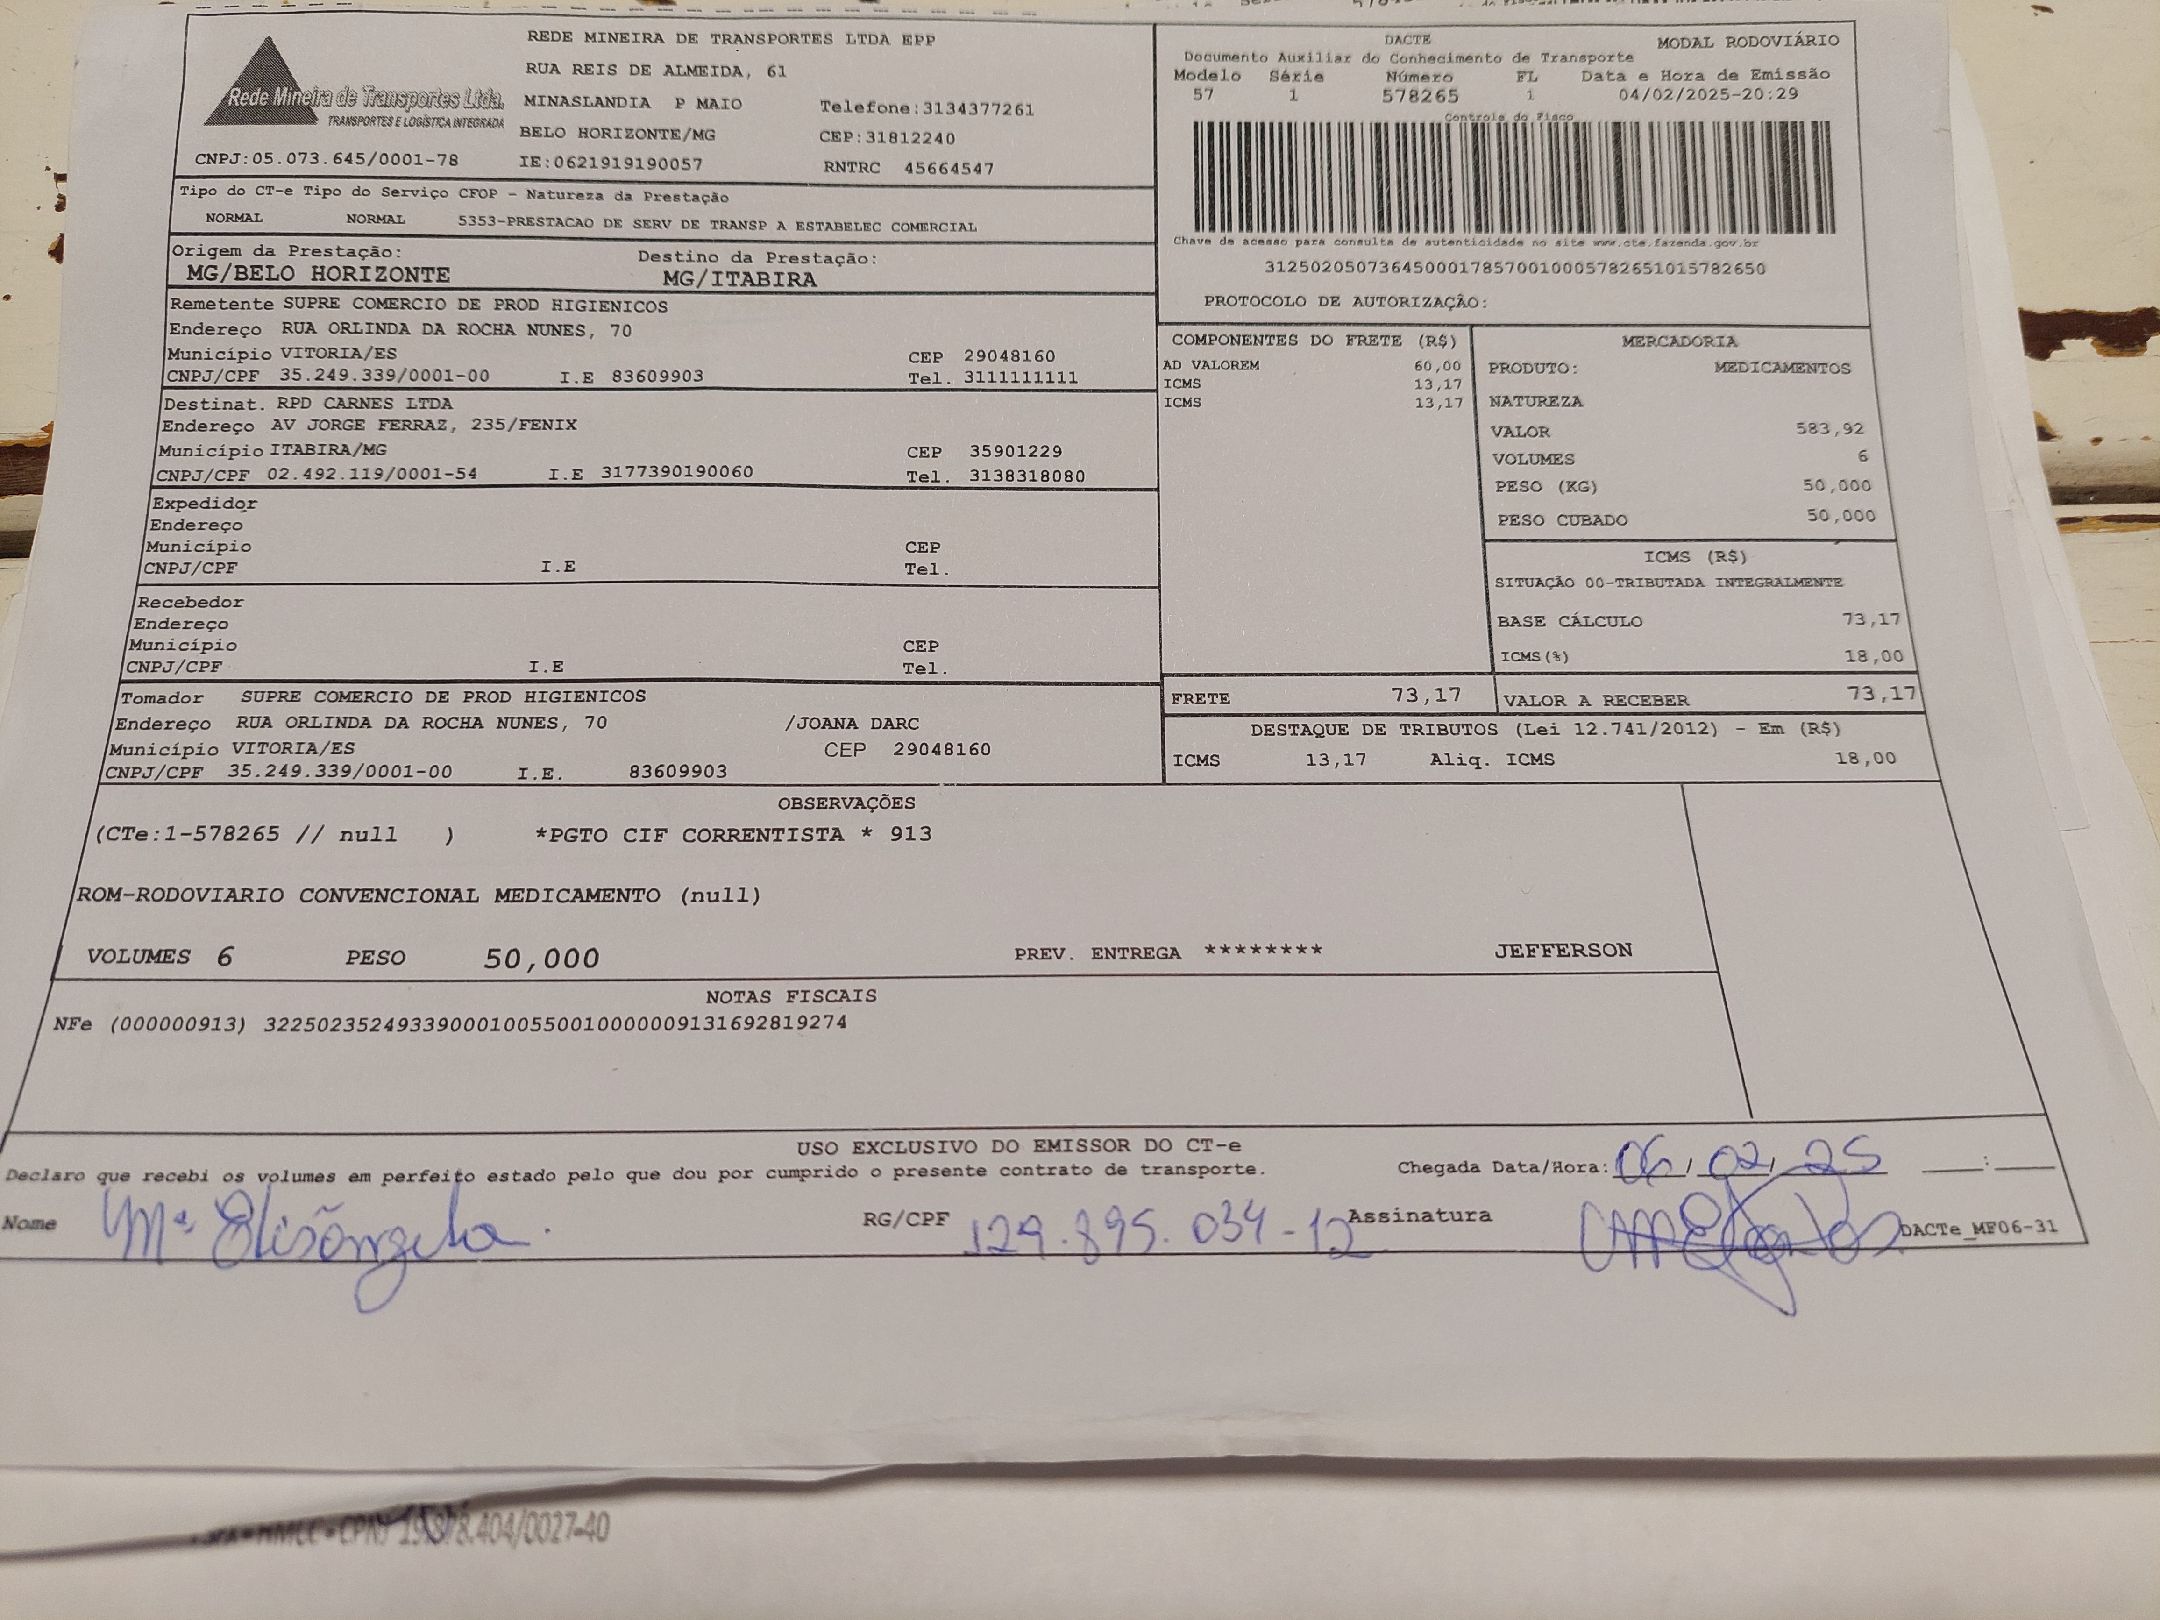 REDE MINEIRA DE TRANSPORTES LTDA EPP
RUA REIS DE ALMEIDA, 61
Rede Mineira de Transportes Ltda.
TRANSPORTES E LOGÍSTICA INTEGRADA
MINASLANDIA P MAIO Telefone:3134377261
BELO HORIZONTE/MG CEP:31812240
CNPJ:05.073.645/0001-78 IE:0621919190057 RNTRC 45664547
DACTE MODAL RODOVIÁRIO
Documento Auxiliar do Conhecimento de Transporte
Modelo Série Número FL Data e Hora de Emissão
57 1 578265 1 04/02/2025-20:29
Controle do Fisco
Chave de acesso para consulta de autenticidade no site www.cte.fazenda.gov.br
31250205073645000178570010005782651015782650
PROTOCOLO DE AUTORIZAÇÃO:
Tipo do CT-e Tipo do Serviço CFOP - Natureza da Prestação
NORMAL NORMAL 5353-PRESTACAO DE SERV DE TRANSP A ESTABELEC COMERCIAL
Origem da Prestação: Destino da Prestação:
MG/BELO HORIZONTE MG/ITABIRA
Remetente SUPRE COMERCIO DE PROD HIGIENICOS
Endereço RUA ORLINDA DA ROCHA NUNES, 70
Município VITORIA/ES CEP 29048160
CNPJ/CPF 35.249.339/0001-00 I.E 83609903 Tel. 3111111111
Destinat. RPD CARNES LTDA
Endereço AV JORGE FERRAZ, 235/FENIX
Município ITABIRA/MG CEP 35901229
CNPJ/CPF 02.492.119/0001-54 I.E 3177390190060 Tel. 3138318080
Expedidor
Endereço
Município CEP
CNPJ/CPF I.E Tel.
Recebedor
Endereço
Município CEP
CNPJ/CPF I.E Tel.
Tomador SUPRE COMERCIO DE PROD HIGIENICOS
Endereço RUA ORLINDA DA ROCHA NUNES, 70 /JOANA DARC
Município VITORIA/ES CEP 29048160
CNPJ/CPF 35.249.339/0001-00 I.E. 83609903
COMPONENTES DO FRETE (R$)
AD VALOREM 60,00
ICMS 13,17
ICMS 13,17
MERCADORIA
PRODUTO: MEDICAMENTOS
NATUREZA
VALOR 583,92
VOLUMES 6
PESO (KG) 50,000
PESO CUBADO 50,000
ICMS (R$)
SITUAÇÃO 00-TRIBUTADA INTEGRALMENTE
BASE CÁLCULO 73,17
ICMS(%) 18,00
FRETE 73,17 VALOR A RECEBER 73,17
DESTAQUE DE TRIBUTOS (Lei 12.741/2012) - Em (R$)
ICMS 13,17 Aliq. ICMS 18,00
OBSERVAÇÕES
(CTe:1-578265 // null ) *PGTO CIF CORRENTISTA * 913
ROM-RODOVIARIO CONVENCIONAL MEDICAMENTO (null)
VOLUMES 6 PESO 50,000 PREV. ENTREGA ******** JEFFERSON
NOTAS FISCAIS
NFe (000000913) 32250235249339000100550010000009131692819274
USO EXCLUSIVO DO EMISSOR DO CT-e
Declaro que recebi os volumes em perfeito estado pelo que dou por cumprido o presente contrato de transporte. Chegada Data/Hora: 06/02/25 :
Nome Mª Elisângela. RG/CPF 129.895.034-12 Assinatura DACTe_MF06-31
404/0027-40